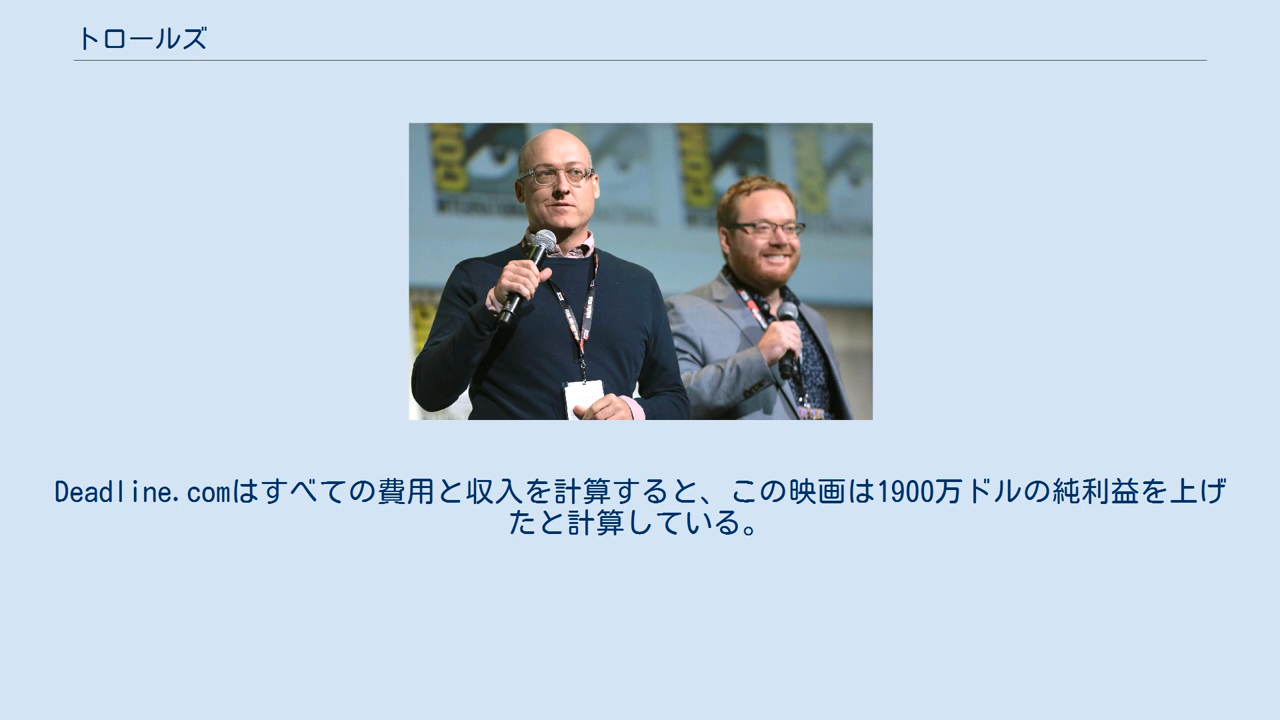 トロールズ
Deadline.comはすべての費用と収入を計算すると、この映画は1900万ドルの純利益を上げ
たと計算している。